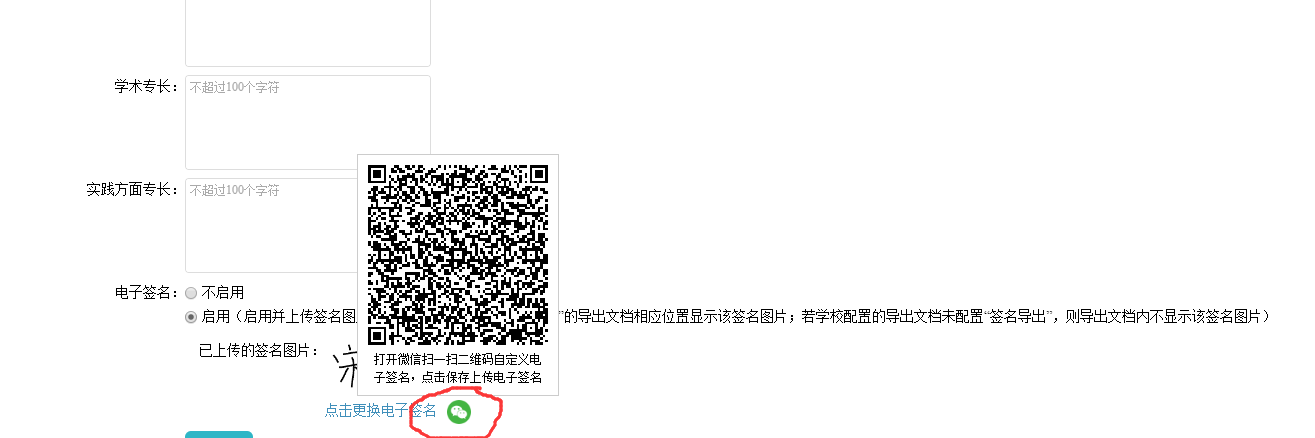 学术专长：
不超过100个字符
实践方面专长：
不超过100个字符
电子签名：
不启用
启用（启用并上传签名图
”的导出文档相应位置显示该签名图片；若学校配置的导出文档未配置“签名导出”，则导出文档内不显示该签名图片）
打开微信扫一扫二维码自定义电
子签名，点击保存上传电子签名
已上传的签名图片：
点击更换电子签名